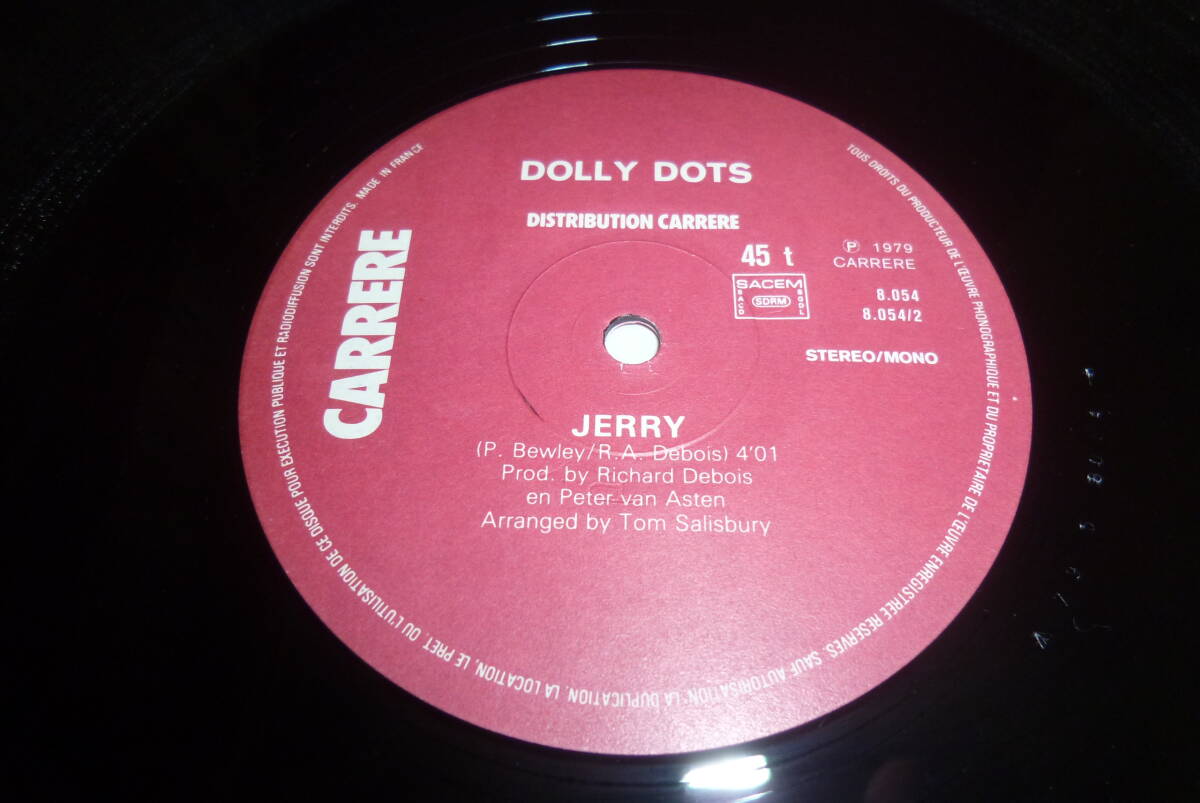 DOLLY DOTS
DISTRIBUTION CARRERE
CARRERE
45 t
SACEM
SACD
SDRM
SGDL
Ⓟ 1979
CARRERE
8.054
8.054/2
STEREO/MONO
JERRY
(P. Bewley/R.A. Debois) 4'01
Prod. by Richard Debois
en Peter van Asten
Arranged by Tom Salisbury
TOUS DROITS DU PRODUCTEUR DE L'ŒUVRE PHONOGRAPHIQUE ET DU PROPRIETAIRE DE L'ŒUVRE ENREGISTREE RESERVES. SAUF AUTORISATION, LA DUPLICATION, LA LOCATION, LE PRET, OU L'UTILISATION DE CE DISQUE POUR EXECUTION PUBLIQUE ET RADIODIFFUSION SONT INTERDITS. MADE IN FRANCE